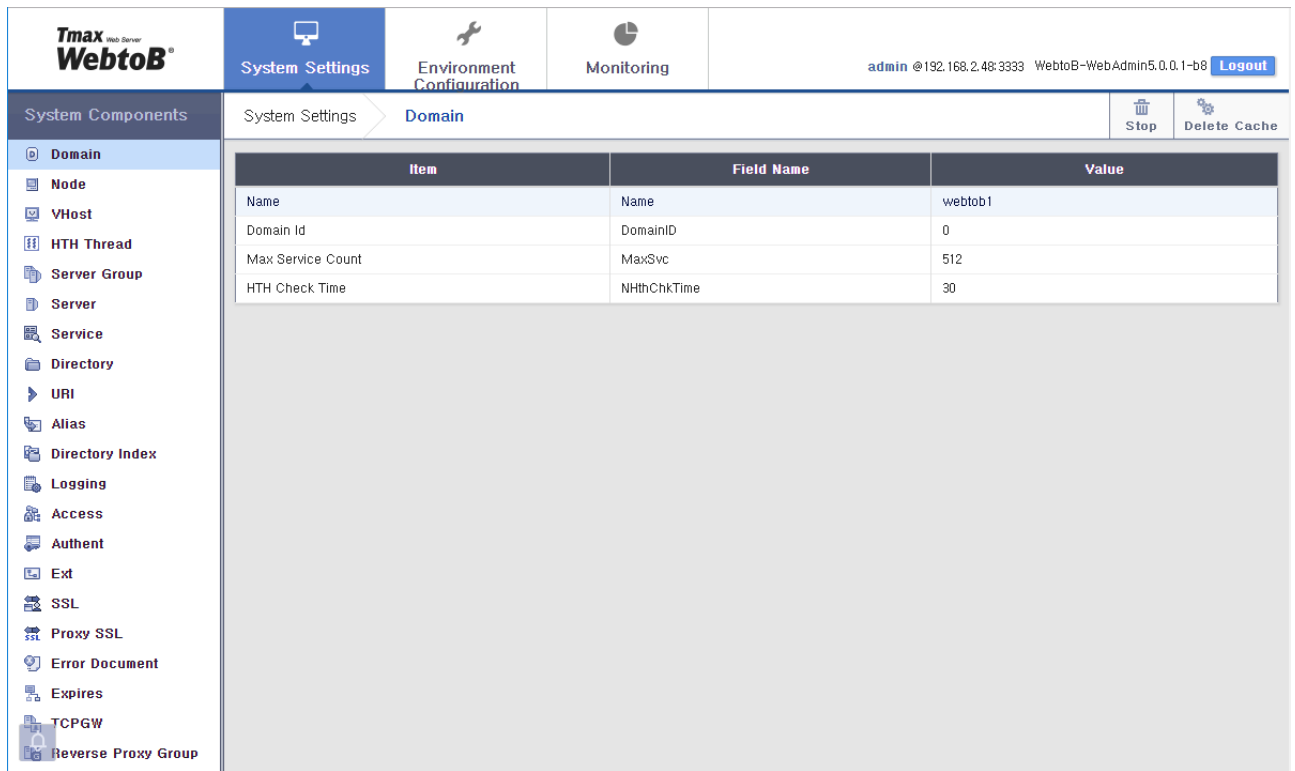 Tmax Web Server
WebtoB®
System Settings
Environment
Configuration
Monitoring
admin @192.168.2.48:3333 WebtoB-WebAdmin5.0.0.1-b8 Logout
System Components
System Settings
Domain
Stop
Delete Cache
Domain
Node
VHost
HTH Thread
Server Group
Server
Service
Directory
URI
Alias
Directory Index
Logging
Access
Authent
Ext
SSL
Proxy SSL
Error Document
Expires
TCPGW
Reverse Proxy Group
Item Field Name Value
Name Name webtob1
Domain Id DomainID 0
Max Service Count MaxSvc 512
HTH Check Time NHthChkTime 30